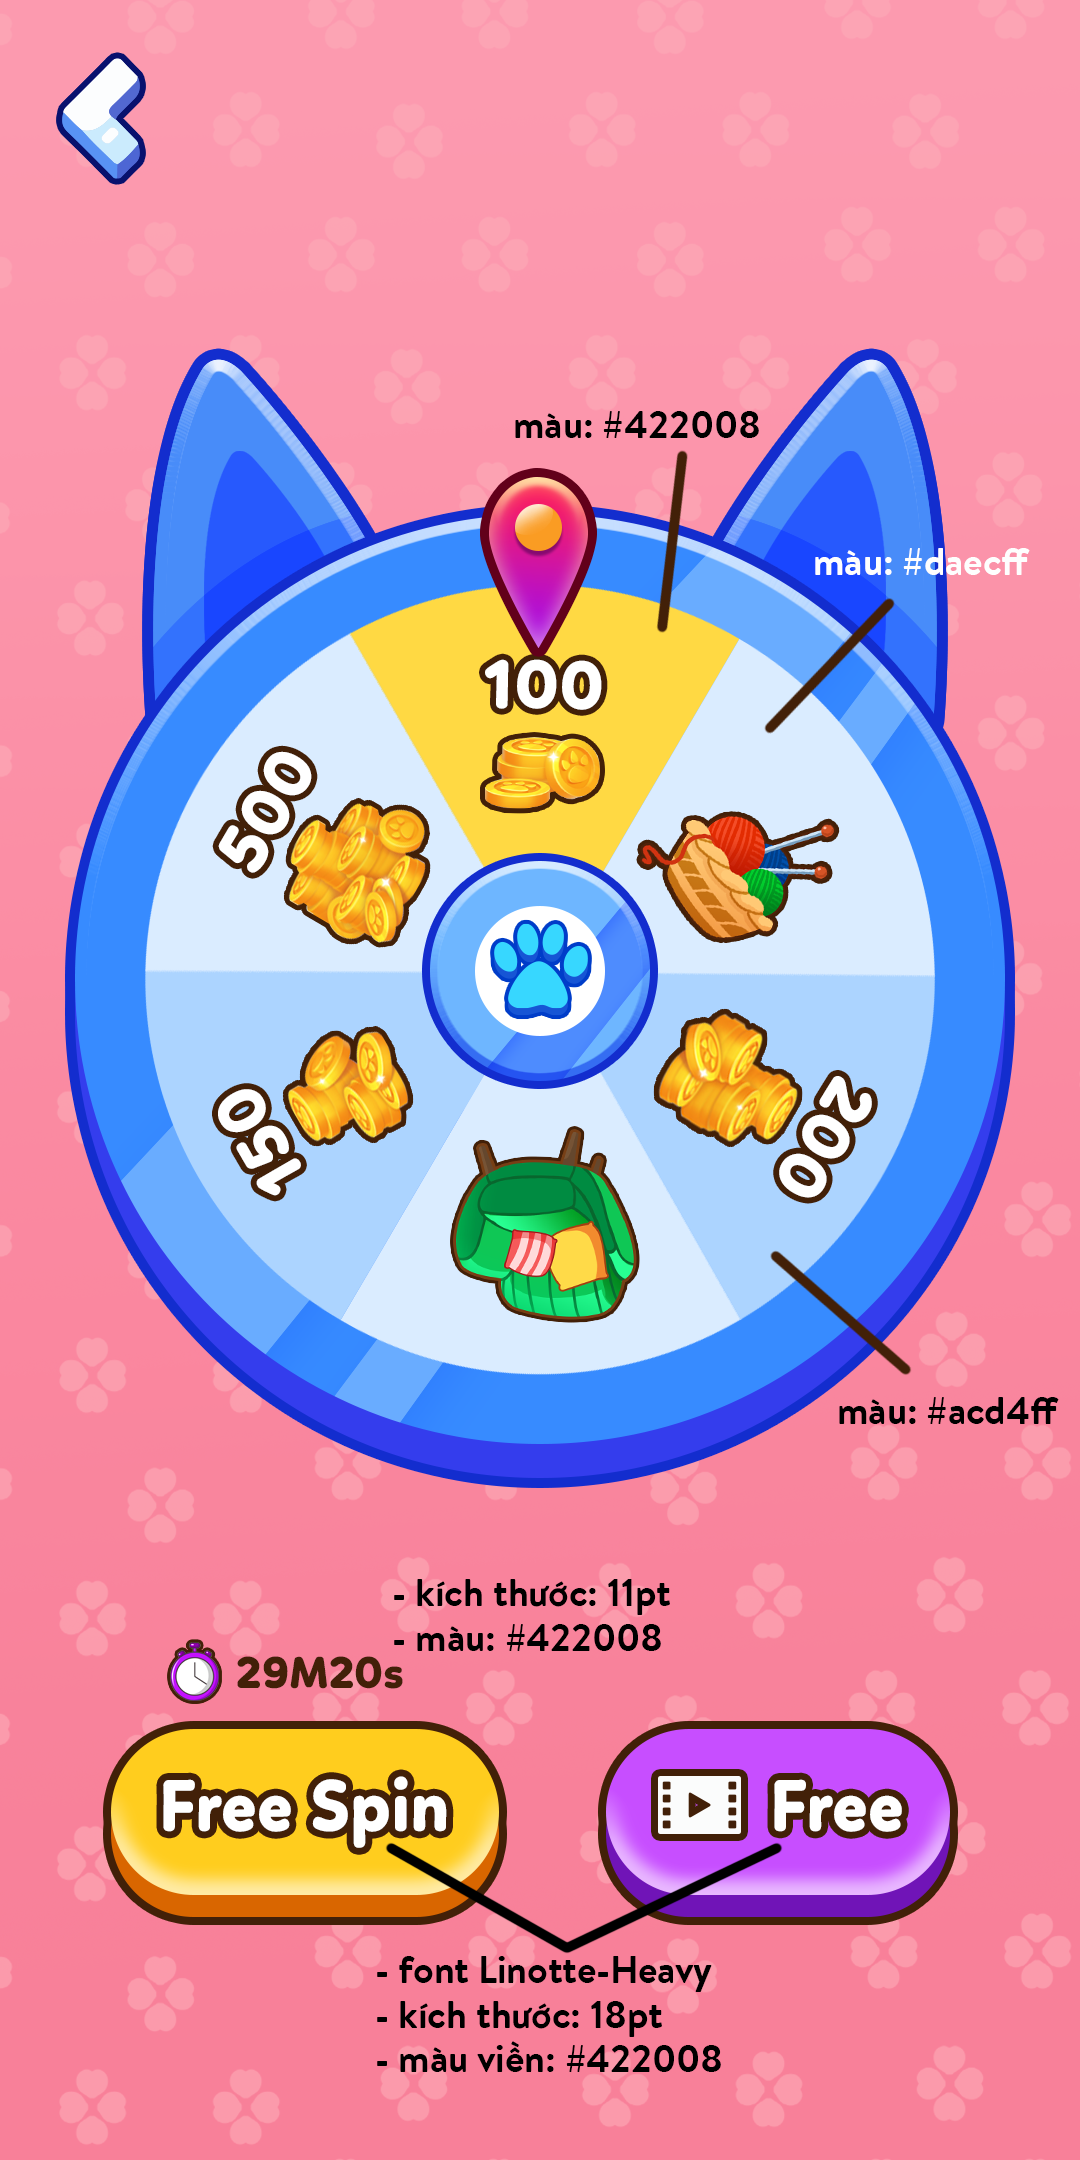 màu: #422008
màu: #daecff
100
500
150
200
màu: #acd4ff
- kích thước: 11pt
- màu: #422008
29M20s
Free Spin
Free
- font Linotte-Heavy
- kích thước: 18pt
- màu viền: #422008